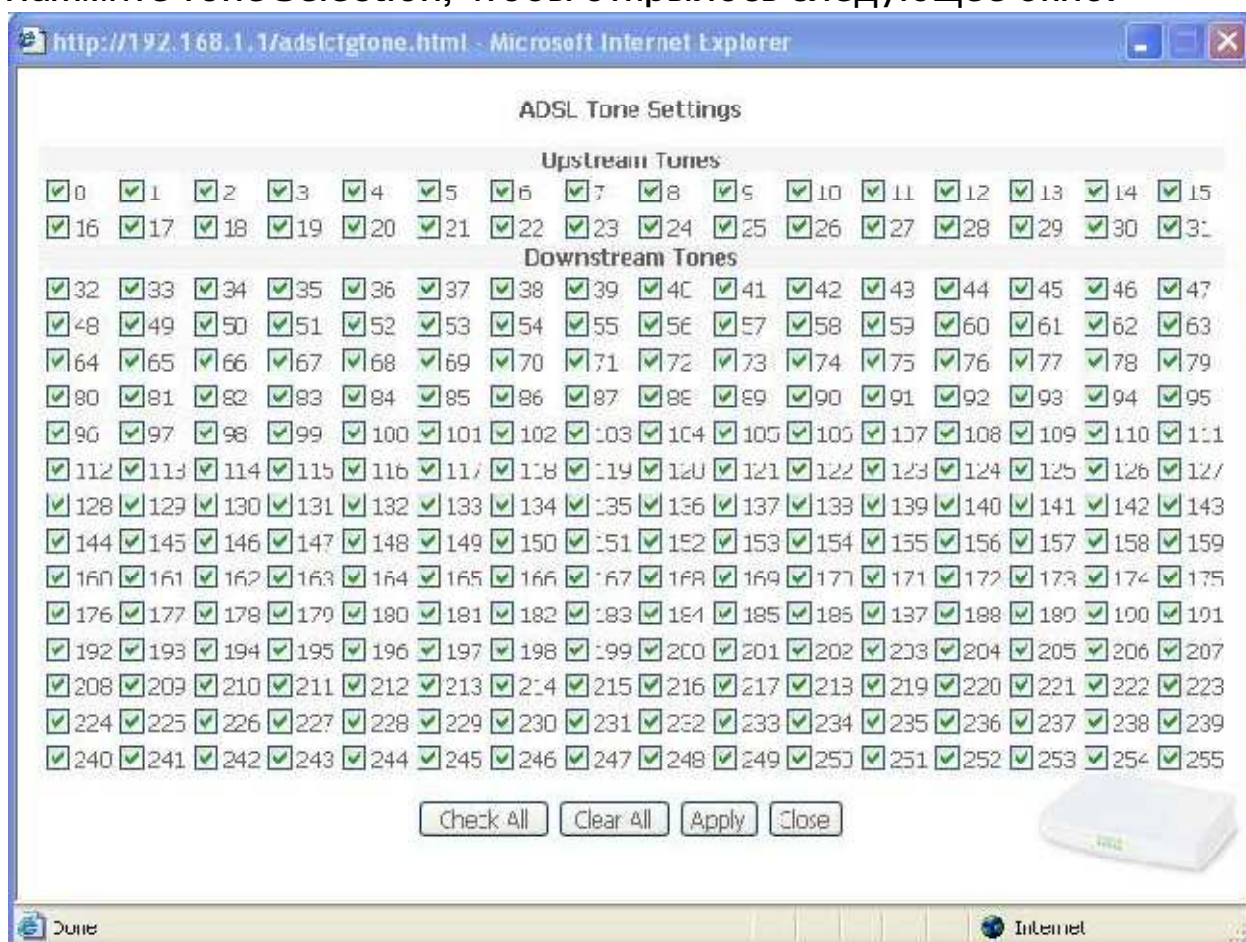 Нажмите Tone Selection, чтобы открылось следующее окно:
http://192.168.1.1/adslcfgtone.html - Microsoft Internet Explorer
ADSL Tone Settings
Upstream Tones
0 1 2 3 4 5 6 7 8 9 10 11 12 13 14 15
16 17 18 19 20 21 22 23 24 25 26 27 28 29 30 31
Downstream Tones
32 33 34 35 36 37 38 39 40 41 42 43 44 45 46 47
48 49 50 51 52 53 54 55 56 57 58 59 60 61 62 63
64 65 66 67 68 69 70 71 72 73 74 75 76 77 78 79
80 81 82 83 84 85 86 87 88 89 90 91 92 93 94 95
96 97 98 99 100 101 102 103 104 105 106 107 108 109 110 111
112 113 114 115 116 117 118 119 120 121 122 123 124 125 126 127
128 129 130 131 132 133 134 135 136 137 138 139 140 141 142 143
144 145 146 147 148 149 150 151 152 153 154 155 156 157 158 159
160 161 162 163 164 165 166 167 168 169 170 171 172 173 174 175
176 177 178 179 180 181 182 183 184 185 186 187 188 189 190 191
192 193 194 195 196 197 198 199 200 201 202 203 204 205 206 207
208 209 210 211 212 213 214 215 216 217 218 219 220 221 222 223
224 225 226 227 228 229 230 231 232 233 234 235 236 237 238 239
240 241 242 243 244 245 246 247 248 249 250 251 252 253 254 255
Check All Clear All Apply Close
Done Internet